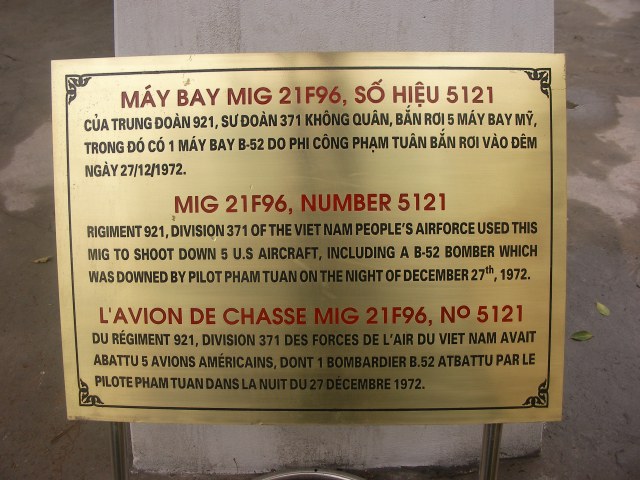 MÁY BAY MIG 21F96, SỐ HIỆU 5121
CỦA TRUNG ĐOÀN 921, SƯ ĐOÀN 371 KHÔNG QUÂN, BẮN RƠI 5 MÁY BAY MỸ,
TRONG ĐÓ CÓ 1 MÁY BAY B-52 DO PHI CÔNG PHẠM TUÂN BẮN RƠI VÀO ĐÊM
NGÀY 27/12/1972.
MIG 21F96, NUMBER 5121
RIGIMENT 921, DIVISION 371 OF THE VIET NAM PEOPLE'S AIRFORCE USED THIS
MIG TO SHOOT DOWN 5 U.S AIRCRAFT, INCLUDING A B-52 BOMBER WHICH
WAS DOWNED BY PILOT PHAM TUAN ON THE NIGHT OF DECEMBER 27th, 1972.
L'AVION DE CHASSE MIG 21F96, Nº 5121
DU RÉGIMENT 921, DIVISION 371 DES FORCES DE L'AIR DU VIET NAM AVAIT
ABATTU 5 AVIONS AMÉRICAINS, DONT 1 BOMBARDIER B.52 ATBATTU PAR LE
PILOTE PHAM TUAN DANS LA NUIT DU 27 DÉCEMBRE 1972.